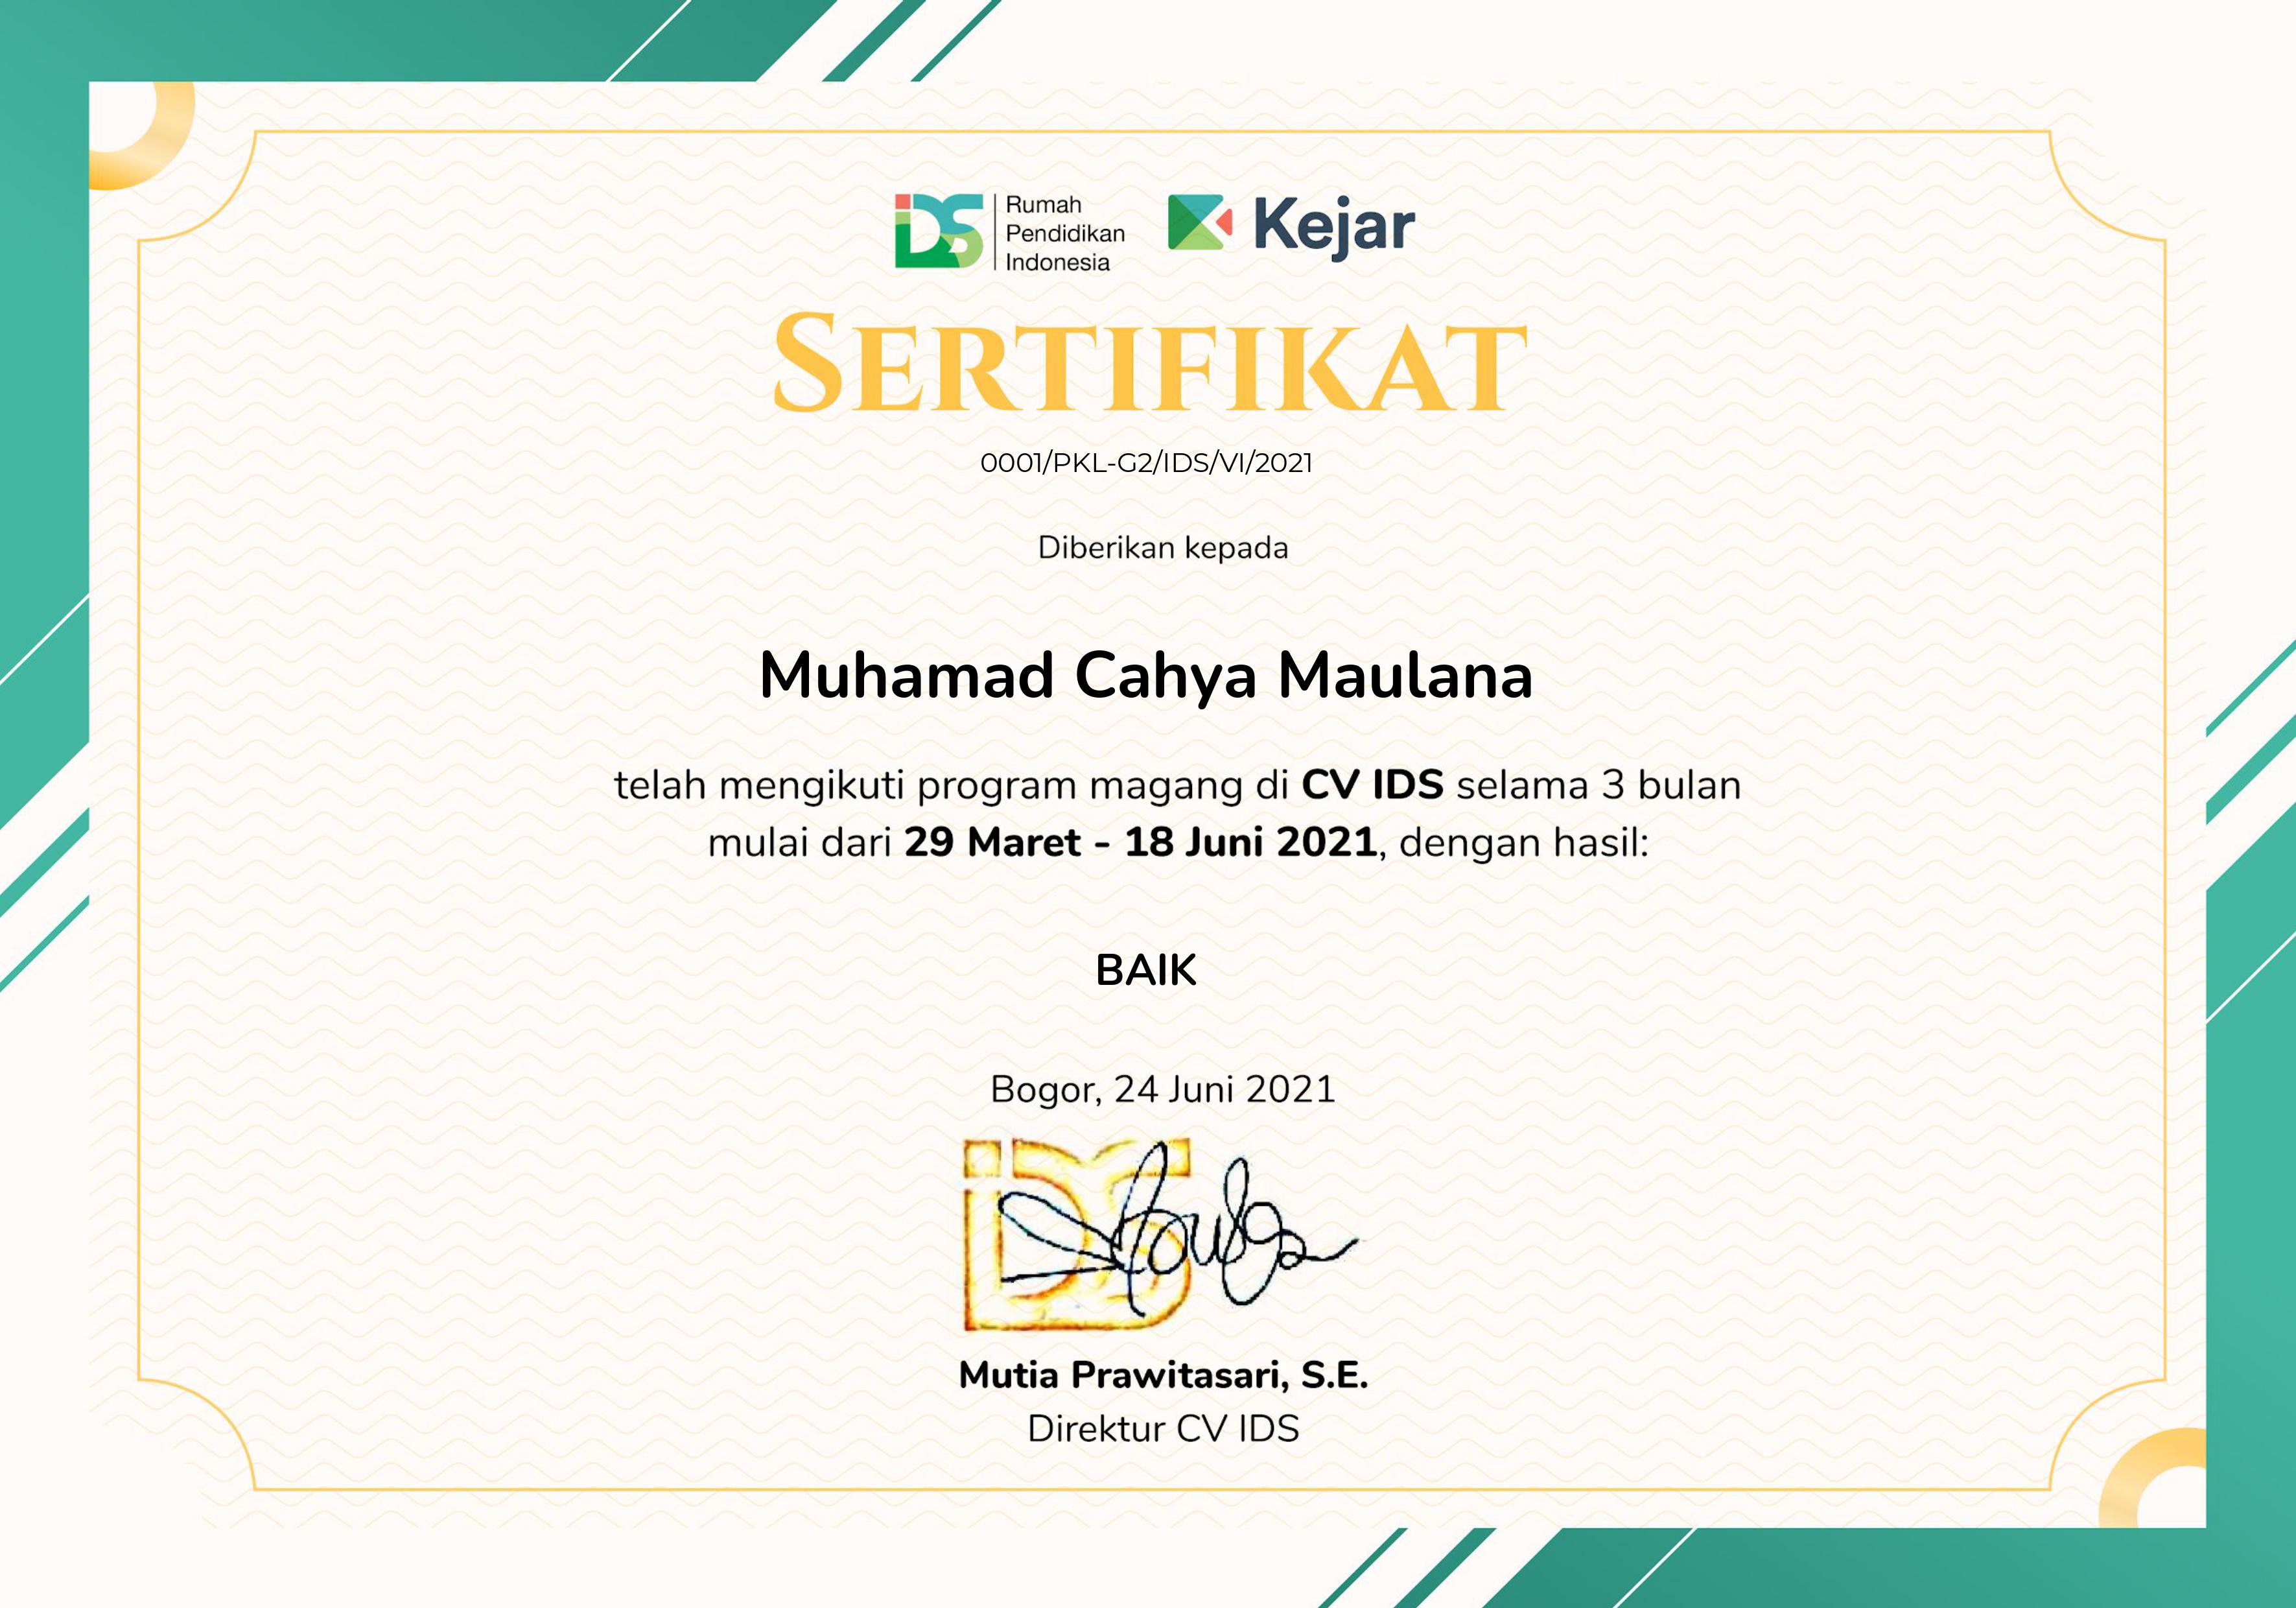 IDS
Rumah
Pendidikan
Indonesia
Kejar
SERTIFIKAT
0001/PKL-G2/IDS/VI/2021
Diberikan kepada
Muhamad Cahya Maulana
telah mengikuti program magang di CV IDS selama 3 bulan
mulai dari 29 Maret - 18 Juni 2021, dengan hasil:
BAIK
Bogor, 24 Juni 2021
IDS
Mutia Prawitasari, S.E.
Direktur CV IDS